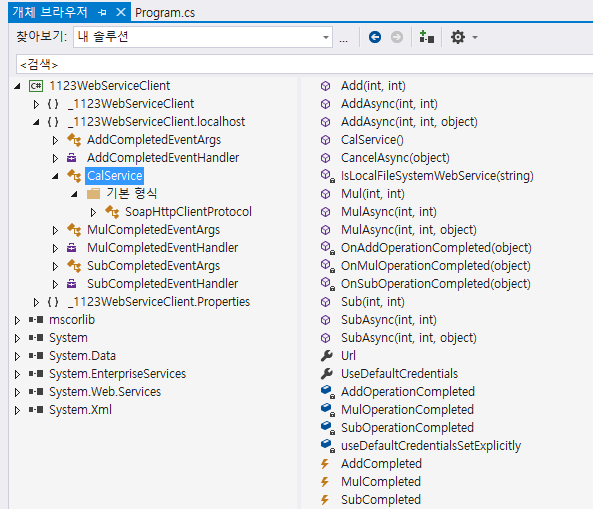 개체 브라우저
Program.cs
찾아보기: 내 솔루션 ...
<검색>
C# 1123WebServiceClient
{ } _1123WebServiceClient
{ } _1123WebServiceClient.localhost
AddCompletedEventArgs
AddCompletedEventHandler
CalService
기본 형식
SoapHttpClientProtocol
MulCompletedEventArgs
MulCompletedEventHandler
SubCompletedEventArgs
SubCompletedEventHandler
{ } _1123WebServiceClient.Properties
mscorlib
System
System.Data
System.EnterpriseServices
System.Web.Services
System.Xml
Add(int, int)
AddAsync(int, int)
AddAsync(int, int, object)
CalService()
CancelAsync(object)
IsLocalFileSystemWebService(string)
Mul(int, int)
MulAsync(int, int)
MulAsync(int, int, object)
OnAddOperationCompleted(object)
OnMulOperationCompleted(object)
OnSubOperationCompleted(object)
Sub(int, int)
SubAsync(int, int)
SubAsync(int, int, object)
Url
UseDefaultCredentials
AddOperationCompleted
MulOperationCompleted
SubOperationCompleted
useDefaultCredentialsSetExplicitly
AddCompleted
MulCompleted
SubCompleted